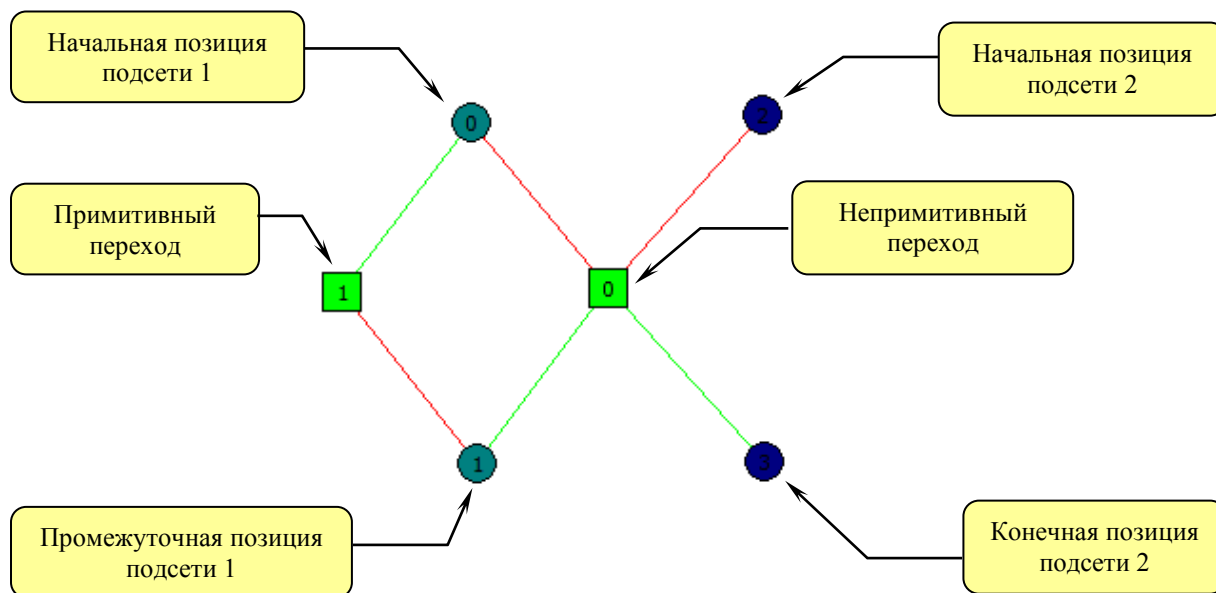 Начальная позиция
подсети 1
Начальная позиция
подсети 2
0
2
Примитивный
переход
Непримитивный
переход
1
0
1
3
Промежуточная позиция
подсети 1
Конечная позиция
подсети 2